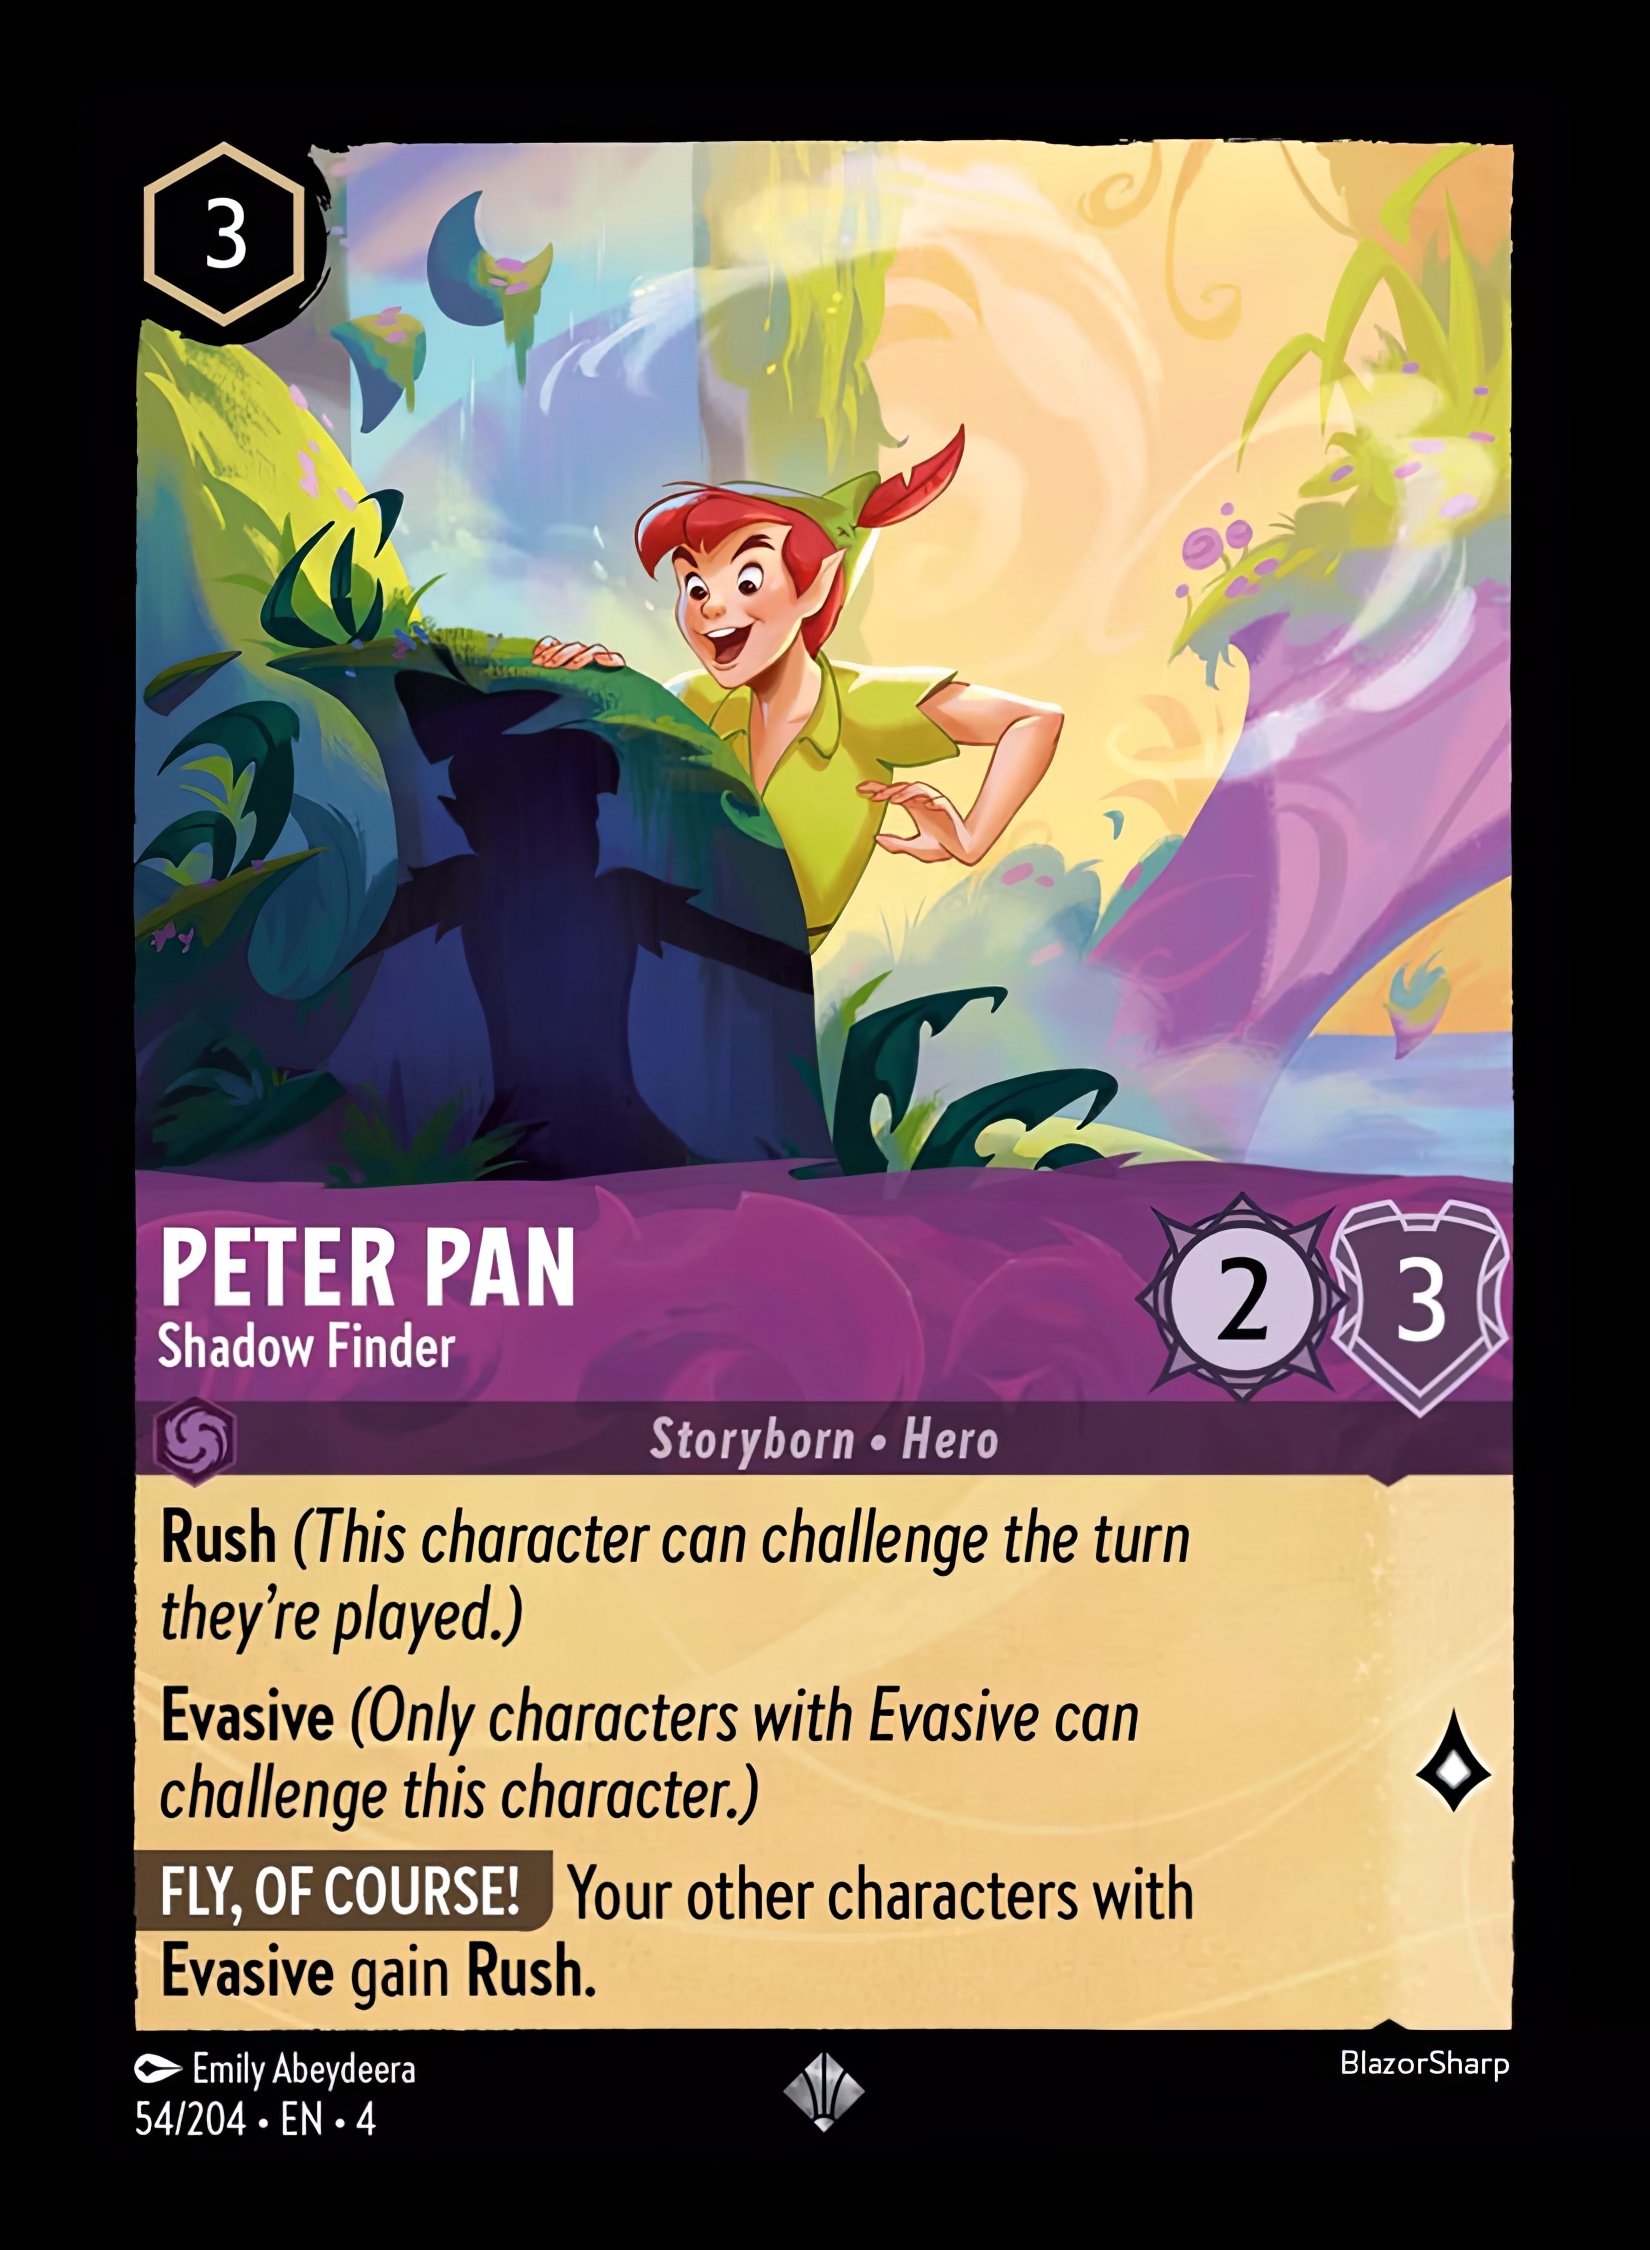 3
PETER PAN
Shadow Finder
2
3
Storyborn • Hero
Rush (This character can challenge the turn
they’re played.)
Evasive (Only characters with Evasive can
challenge this character.)
FLY, OF COURSE! Your other characters with
Evasive gain Rush.
Emily Abeydeera
BlazorSharp
54/204 • EN • 4